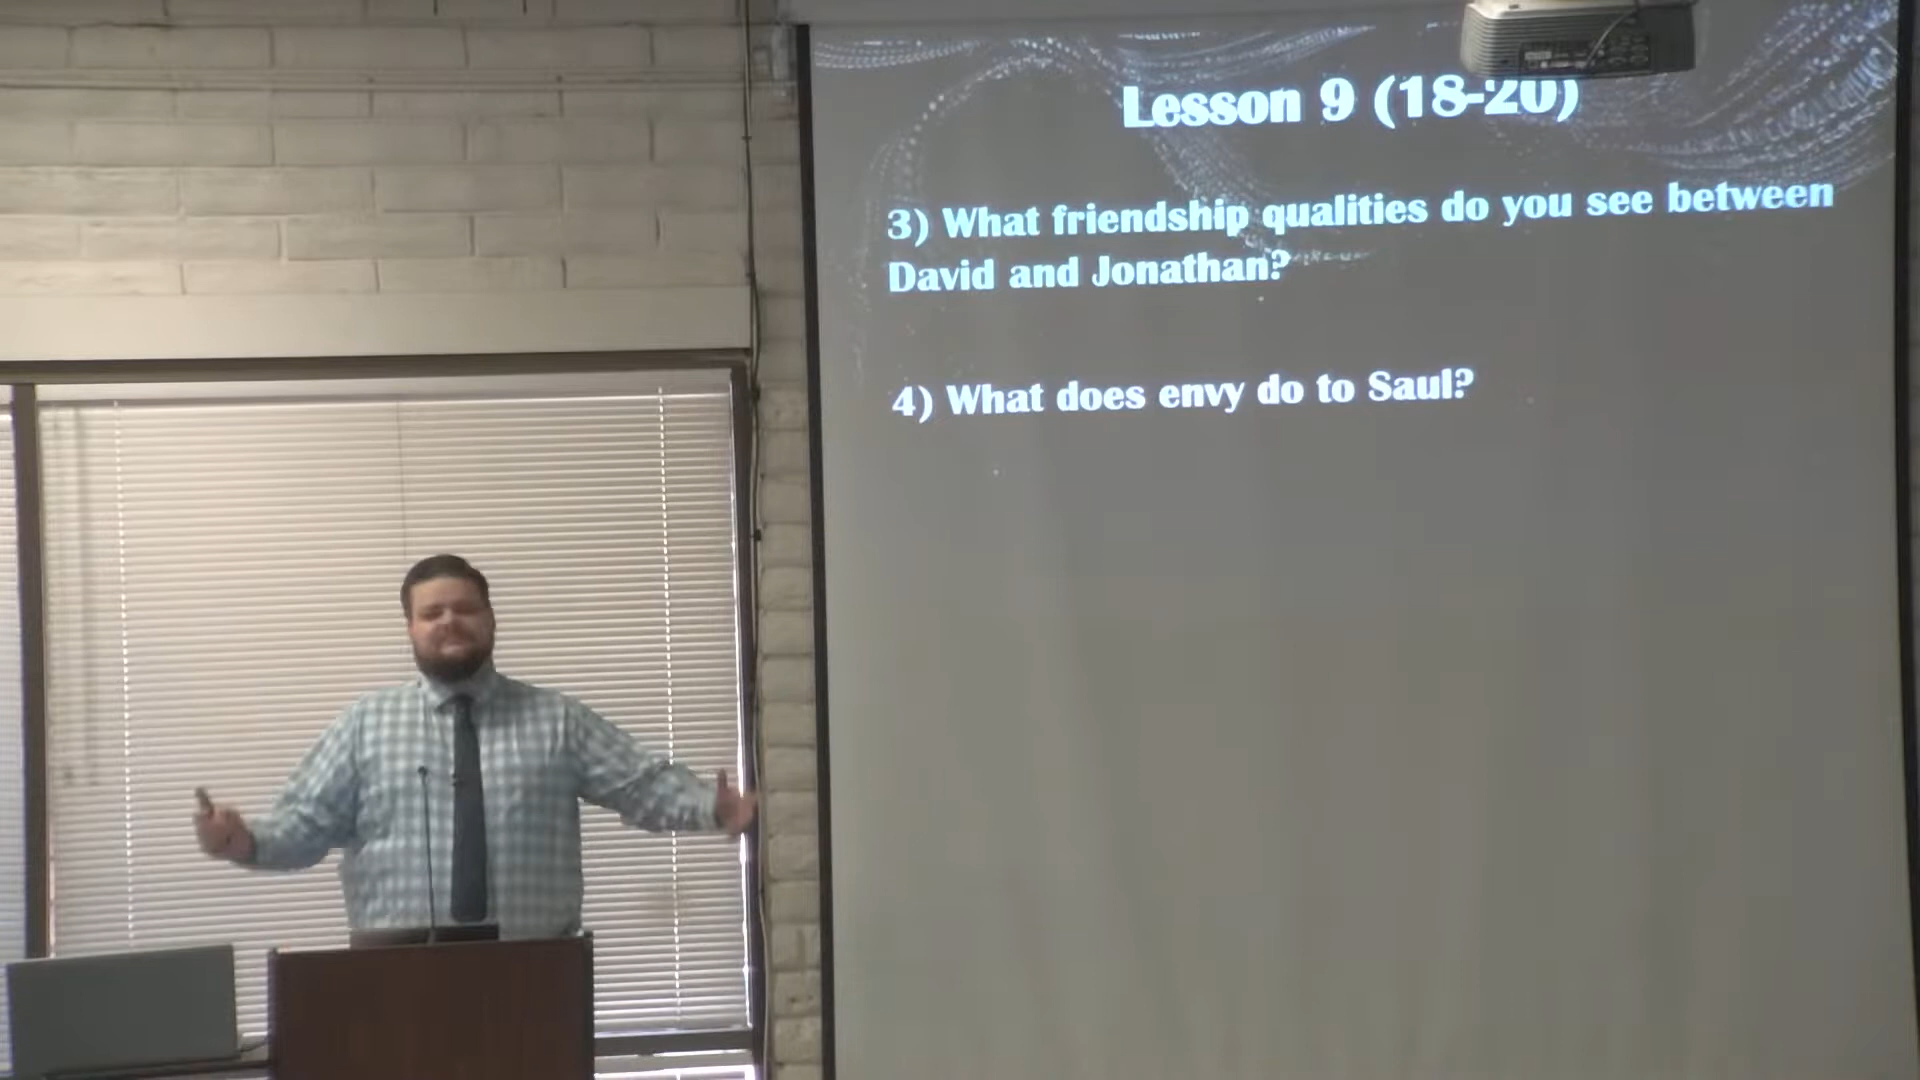 Lesson 9 (18-20)
3) What friendship qualities do you see between
David and Jonathan?
4) What does envy do to Saul?